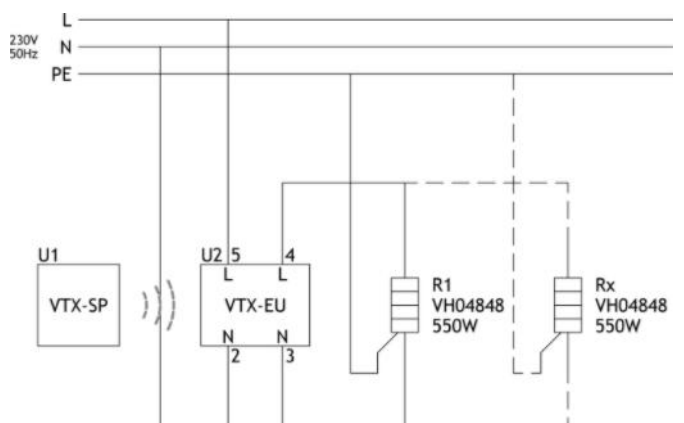 L
230V
50Hz
N
PE
U1
VTX-SP
U2
5
4
L
L
VTX-EU
N
N
2
3
R1
VH04848
550W
Rx
VH04848
550W